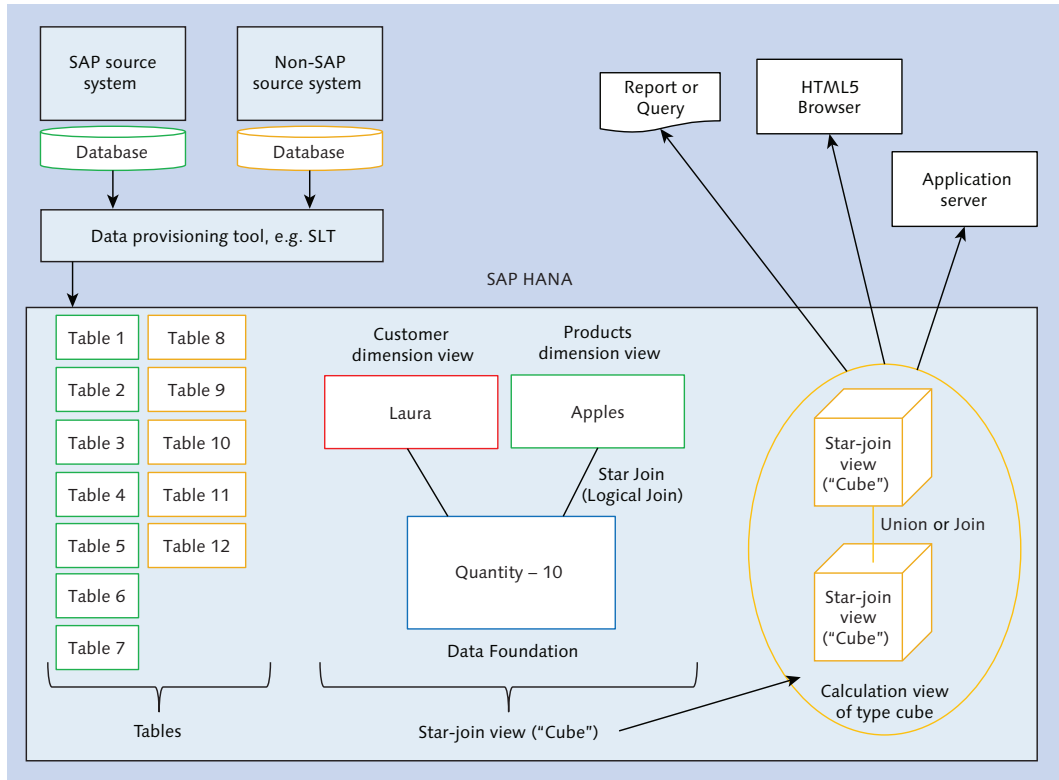 SAP source
system
Non-SAP
source system
Database
Database
Data provisioning tool, e.g. SLT
Report or
Query
HTML5
Browser
Application
server
SAP HANA
Table 1
Table 2
Table 3
Table 4
Table 5
Table 6
Table 7
Table 8
Table 9
Table 10
Table 11
Table 12
Tables
Customer
dimension view
Products
dimension view
Laura
Apples
Star Join
(Logical Join)
Quantity – 10
Data Foundation
Star-join view (“Cube”)
Star-join
view
(“Cube”)
Union or Join
Star-join
view
(“Cube”)
Calculation view
of type cube